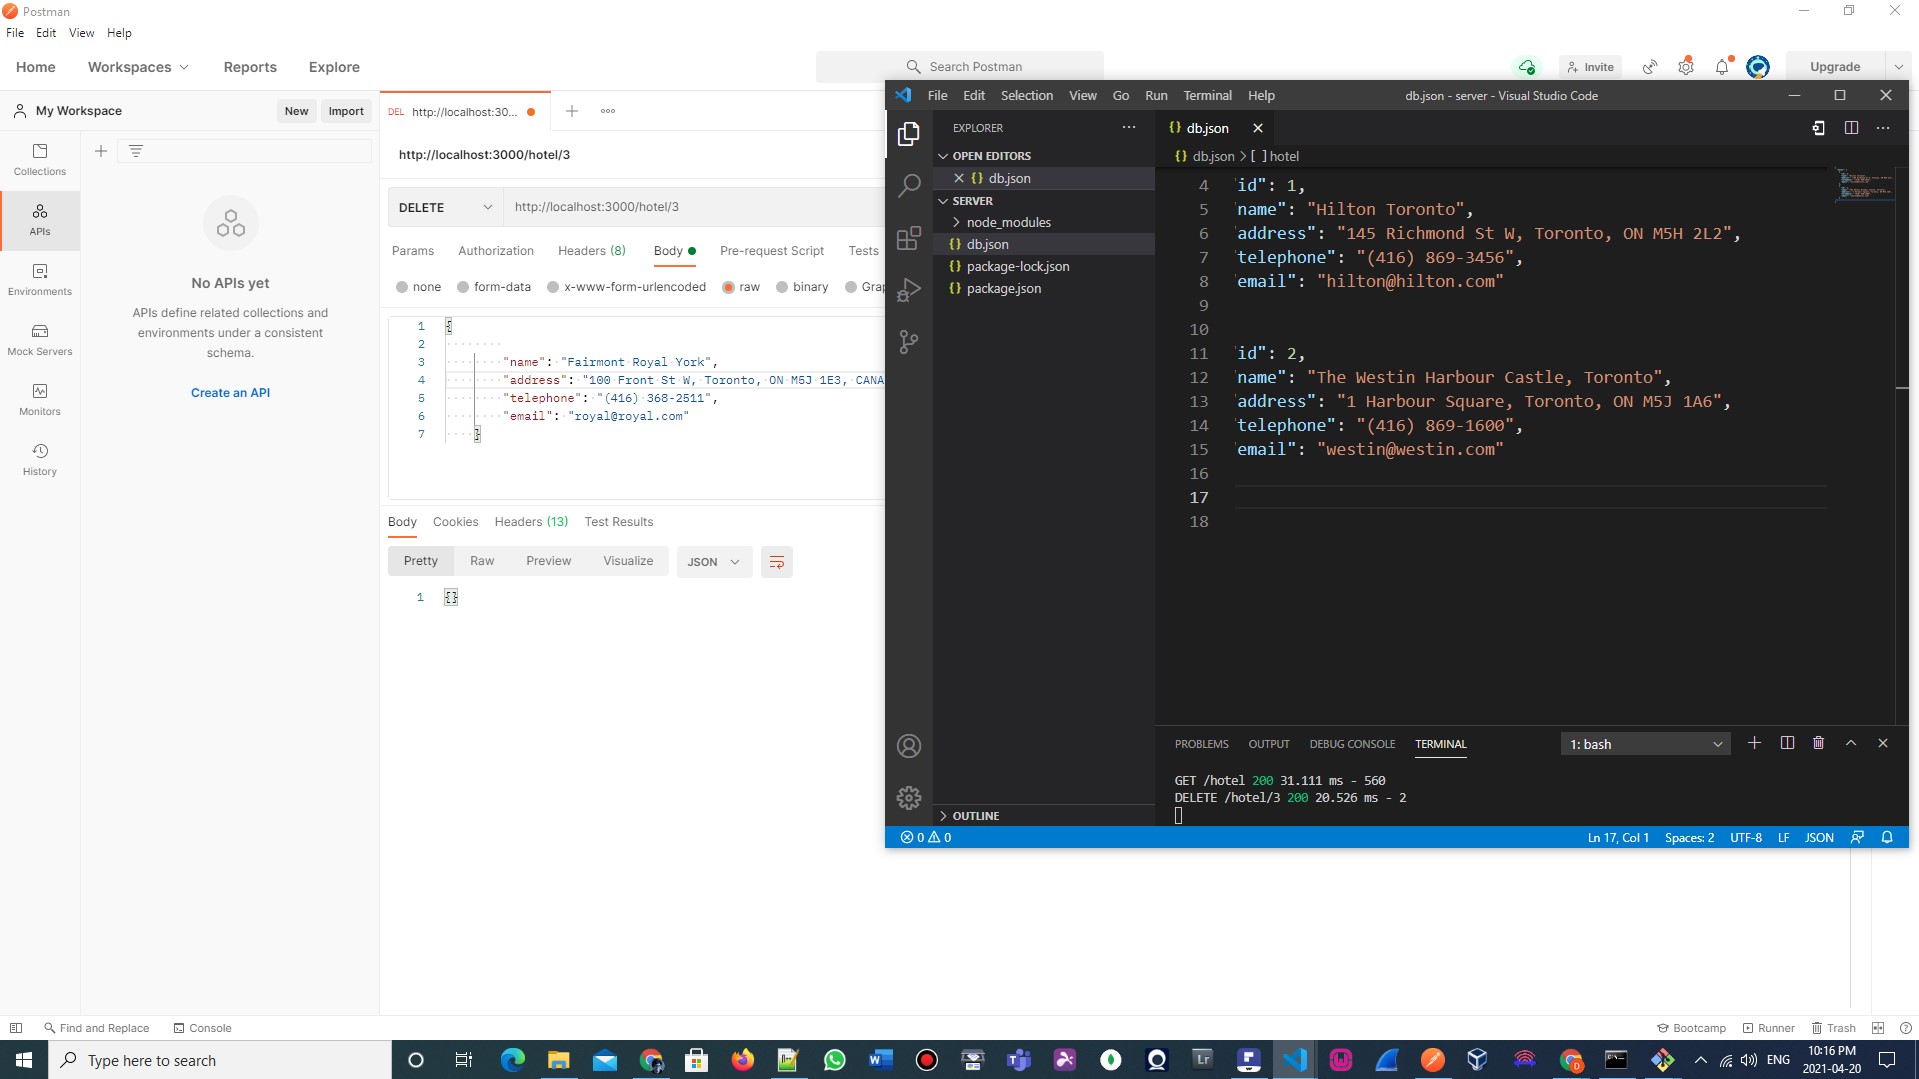 Postman
File Edit View Help
Home Workspaces Reports Explore
Search Postman
Invite
Upgrade
My Workspace
New Import
DEL http://localhost:30...
http://localhost:3000/hotel/3
DELETE http://localhost:3000/hotel/3
Params Authorization Headers (8) Body Pre-request Script Tests
none form-data x-www-form-urlencoded raw binary Gra
1 {
2
3 "name": "Fairmont Royal York",
4 "address": "100 Front St W, Toronto, ON M5J 1E3, CANA
5 "telephone": "(416) 368-2511",
6 "email": "royal@royal.com"
7 }
Body Cookies Headers (13) Test Results
Pretty Raw Preview Visualize JSON
1 {}
Collections
APIs
Environments
Mock Servers
Monitors
History
No APIs yet
APIs define related collections and
environments under a consistent
schema.
Create an API
File Edit Selection View Go Run Terminal Help
db.json - server - Visual Studio Code
EXPLORER
OPEN EDITORS
{} db.json
SERVER
node_modules
{} db.json
{} package-lock.json
{} package.json
OUTLINE
{} db.json
{} db.json > [ ] hotel
4 "id": 1,
5 "name": "Hilton Toronto",
6 "address": "145 Richmond St W, Toronto, ON M5H 2L2",
7 "telephone": "(416) 869-3456",
8 "email": "hilton@hilton.com"
9
10
11 "id": 2,
12 "name": "The Westin Harbour Castle, Toronto",
13 "address": "1 Harbour Square, Toronto, ON M5J 1A6",
14 "telephone": "(416) 869-1600",
15 "email": "westin@westin.com"
16
17
18
PROBLEMS OUTPUT DEBUG CONSOLE TERMINAL
1: bash
GET /hotel 200 31.111 ms - 560
DELETE /hotel/3 200 20.526 ms - 2
0 0
Ln 17, Col 1 Spaces: 2 UTF-8 LF JSON
Find and Replace Console
Bootcamp Runner Trash
Type here to search
Lr
ENG
10:16 PM
2021-04-20